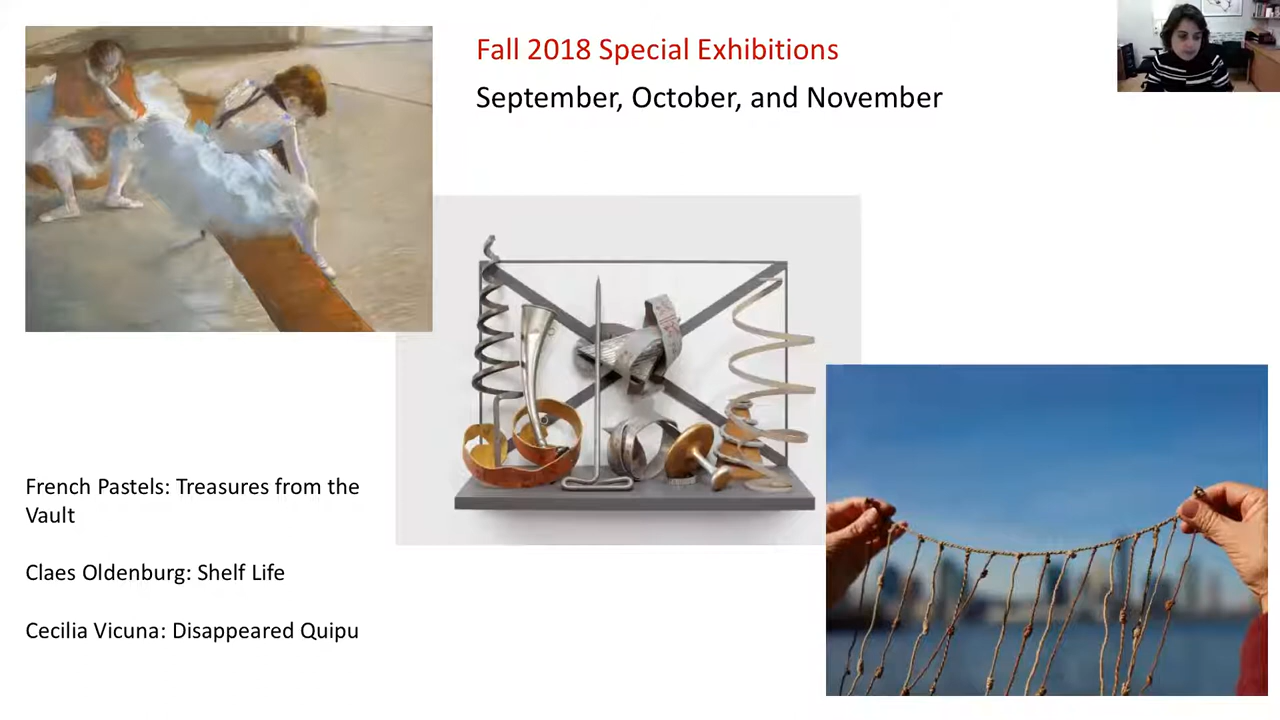 Fall 2018 Special Exhibitions
September, October, and November
French Pastels: Treasures from the
Vault
Claes Oldenburg: Shelf Life
Cecilia Vicuna: Disappeared Quipu